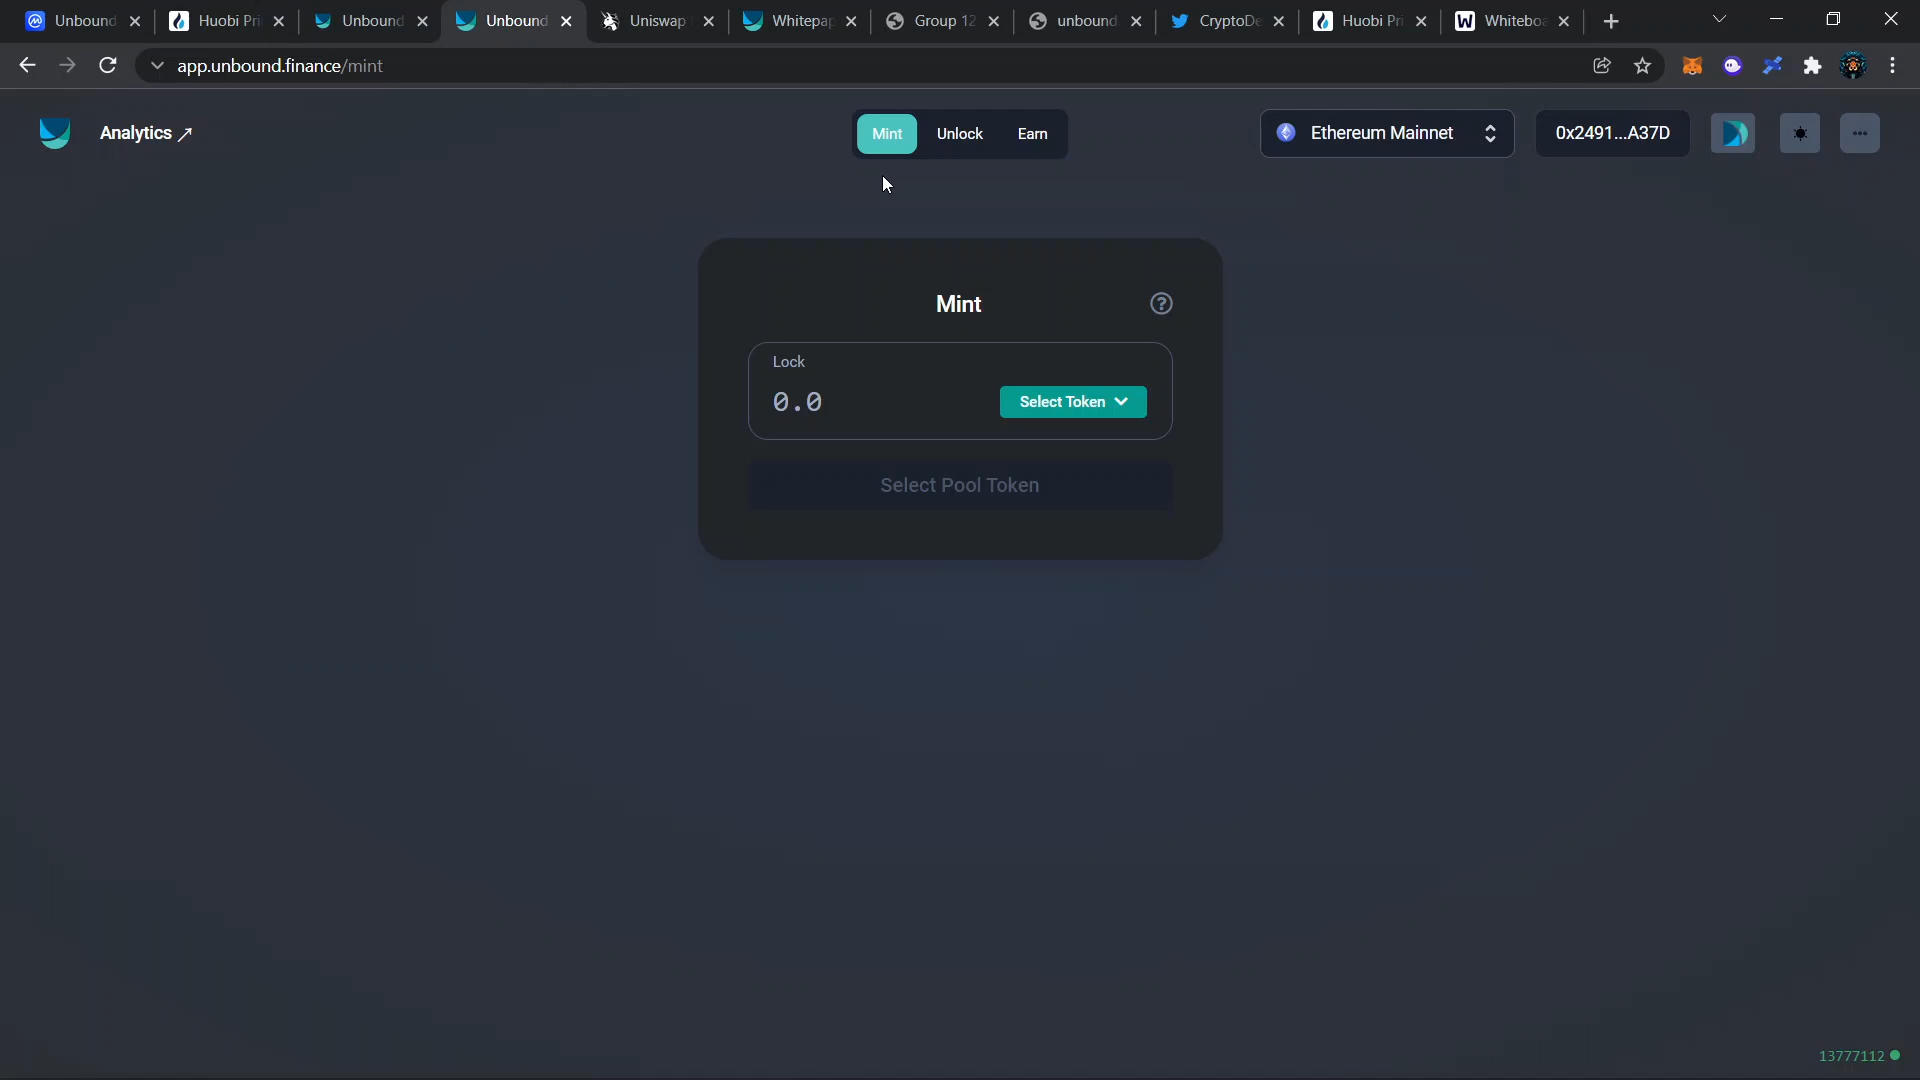 Unbound
Huobi Pri
Unbound
Unbound
Uniswap
Whitepap
Group 12
unbound
CryptoDe
Huobi Pri
Whiteboa
app.unbound.finance/mint
Analytics ↗
Mint
Unlock
Earn
Ethereum Mainnet
0x2491...A37D
Mint
Lock
0.0
Select Token
Select Pool Token
13777112